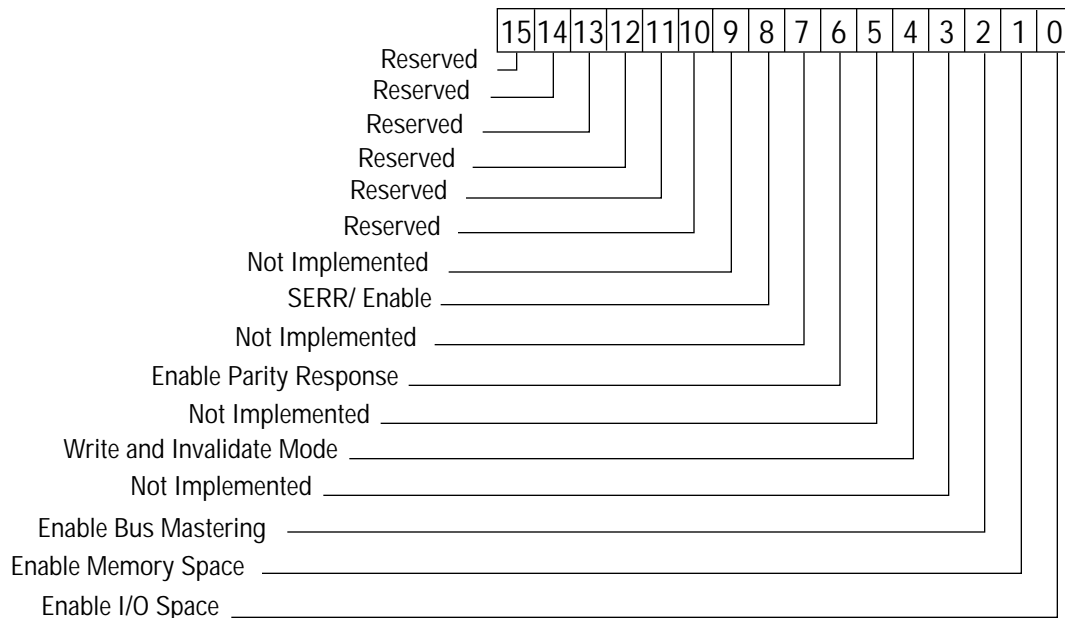 15 14 13 12 11 10 9 8 7 6 5 4 3 2 1 0
Reserved
Reserved
Reserved
Reserved
Reserved
Reserved
Not Implemented
SERR/ Enable
Not Implemented
Enable Parity Response
Not Implemented
Write and Invalidate Mode
Not Implemented
Enable Bus Mastering
Enable Memory Space
Enable I/O Space